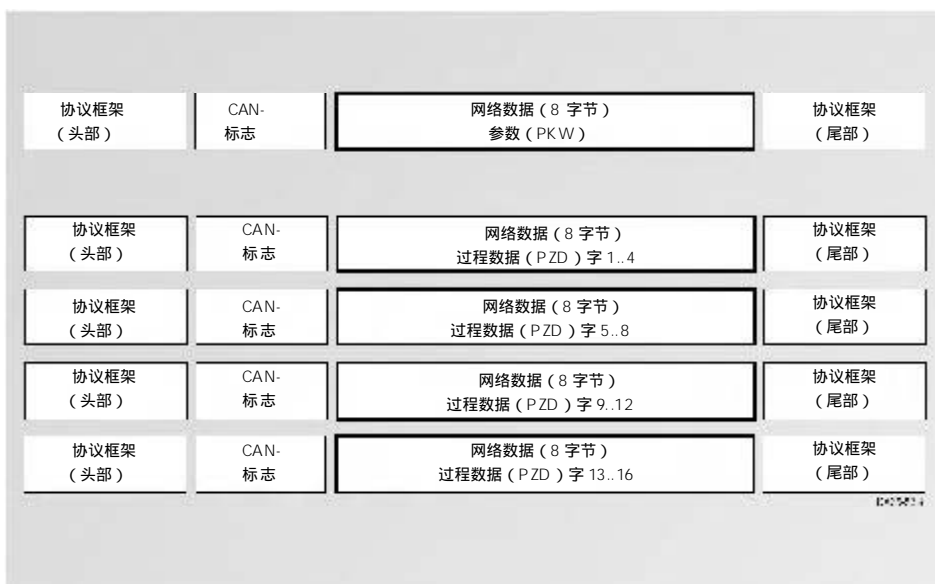 协议框架 CAN- 网络数据(8 字节) 协议框架
(头部) 标志 参数(PKW) (尾部)
协议框架 CAN- 网络数据(8 字节) 协议框架
(头部) 标志 过程数据(PZD)字 1..4 (尾部)
协议框架 CAN- 网络数据(8 字节) 协议框架
(头部) 标志 过程数据(PZD)字 5..8 (尾部)
协议框架 CAN- 网络数据(8 字节) 协议框架
(头部) 标志 过程数据(PZD)字 9..12 (尾部)
协议框架 CAN- 网络数据(8 字节) 协议框架
(头部) 标志 过程数据(PZD)字 13..16 (尾部)